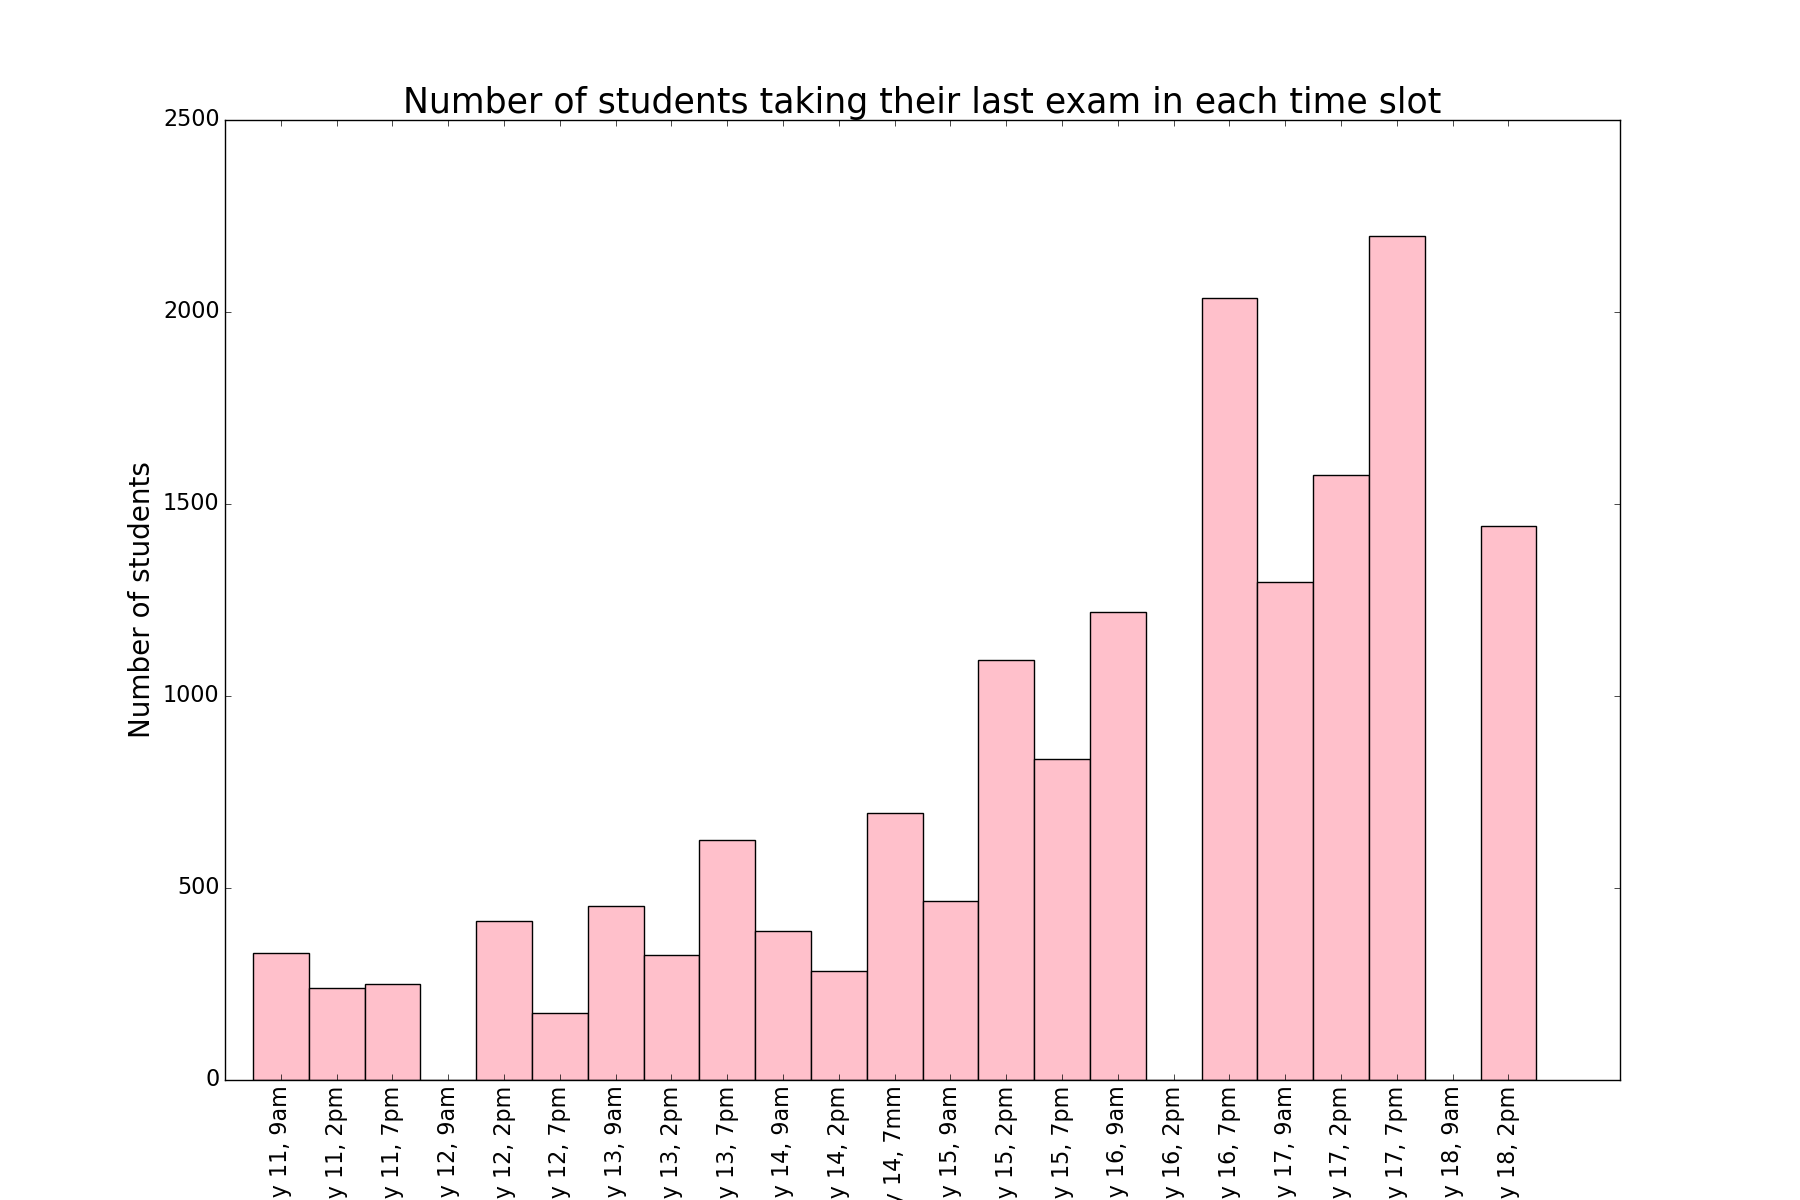 Number of students taking their last exam in each time slot
Number of students
2500
2000
1500
1000
500
0
y 11, 9am
y 11, 2pm
y 11, 7pm
y 12, 9am
y 12, 2pm
y 12, 7pm
y 13, 9am
y 13, 2pm
y 13, 7pm
y 14, 9am
y 14, 2pm
y 14, 7mm
y 15, 9am
y 15, 2pm
y 15, 7pm
y 16, 9am
y 16, 2pm
y 16, 7pm
y 17, 9am
y 17, 2pm
y 17, 7pm
y 18, 9am
y 18, 2pm